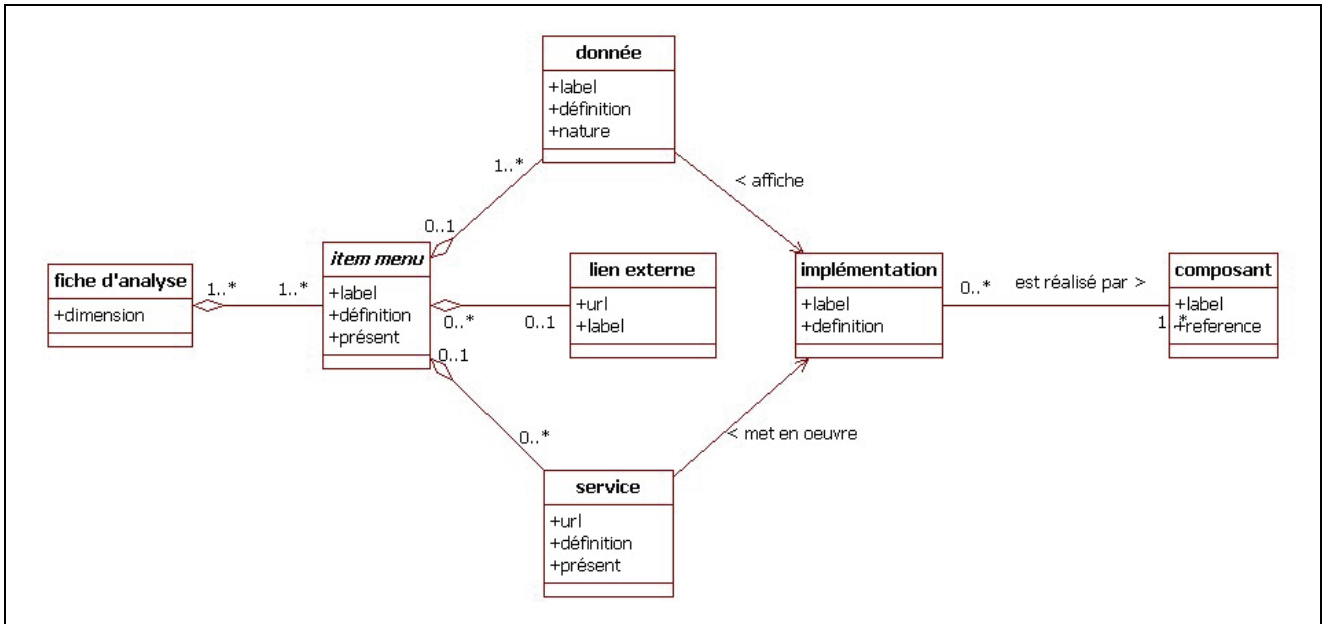 donnée
+label
+définition
+nature
1..*
< affiche
0..1
fiche d'analyse
+dimension
1..*
1..*
item menu
+label
+définition
+présent
0..*
0..1
lien externe
+url
+label
implémentation
+label
+definition
0..*
est réalisé par >
1..*
composant
+label
+reference
0..1
0..*
< met en oeuvre
service
+url
+définition
+présent